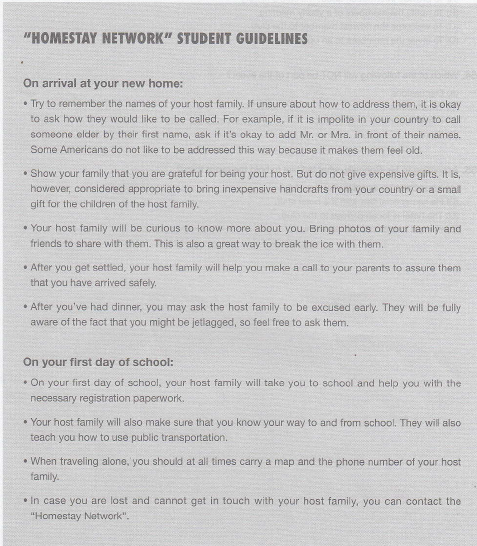 "HOMESTAY NETWORK" STUDENT GUIDELINES
On arrival at your new home:
• Try to remember the names of your host family. If unsure about how to address them, it is okay
to ask how they would like to be called. For example, if it is impolite in your country to call
someone elder by their first name, ask if it's okay to add Mr. or Mrs. in front of their names.
Some Americans do not like to be addressed this way because it makes them feel old.
• Show your family that you are grateful for being your host. But do not give expensive gifts. It is,
however, considered appropriate to bring inexpensive handcrafts from your country or a small
gift for the children of the host family.
• Your host family will be curious to know more about you. Bring photos of your family and
friends to share with them. This is also a great way to break the ice with them.
• After you get settled, your host family will help you make a call to your parents to assure them
that you have arrived safely.
• After you've had dinner, you may ask the host family to be excused early. They will be fully
aware of the fact that you might be jetlagged, so feel free to ask them.
On your first day of school:
• On your first day of school, your host family will take you to school and help you with the
necessary registration paperwork.
• Your host family will also make sure that you know your way to and from school. They will also
teach you how to use public transportation.
• When traveling alone, you should at all times carry a map and the phone number of your host
family.
• In case you are lost and cannot get in touch with your host family, you can contact the
"Homestay Network".